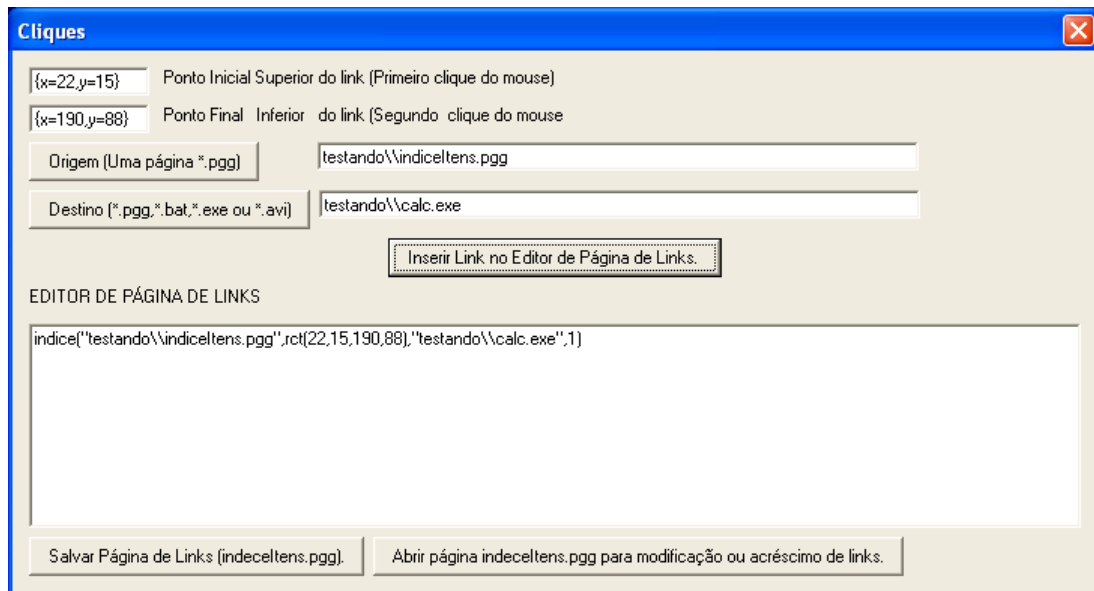 Cliques
{x=22,y=15} Ponto Inicial Superior do link (Primeiro clique do mouse)
{x=190,y=88} Ponto Final Inferior do link (Segundo clique do mouse
Origem (Uma página *.pgg) testando\\indiceItens.pgg
Destino (*.pgg,*.bat,*.exe ou *.avi) testando\\calc.exe
Inserir Link no Editor de Página de Links.
EDITOR DE PÁGINA DE LINKS
indice("testando\\indiceItens.pgg",rct(22,15,190,88),"testando\\calc.exe",1)
Salvar Página de Links (indeceItens.pgg). Abrir página indeceItens.pgg para modificação ou acréscimo de links.